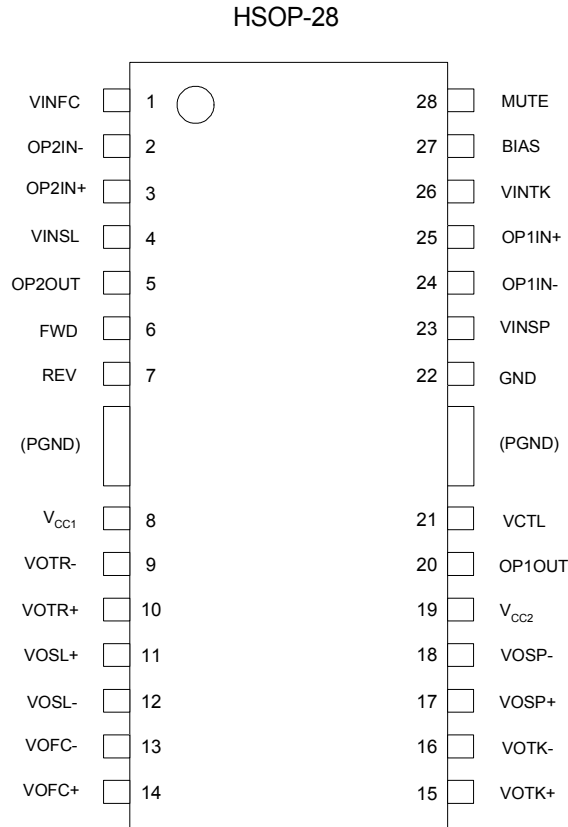 HSOP-28
VINFC 1 28 MUTE
OP2IN- 2 27 BIAS
OP2IN+ 3 26 VINTK
VINSL 4 25 OP1IN+
OP2OUT 5 24 OP1IN-
FWD 6 23 VINSP
REV 7 22 GND
(PGND) (PGND)
VCC1 8 21 VCTL
VOTR- 9 20 OP1OUT
VOTR+ 10 19 VCC2
VOSL+ 11 18 VOSP-
VOSL- 12 17 VOSP+
VOFC- 13 16 VOTK-
VOFC+ 14 15 VOTK+